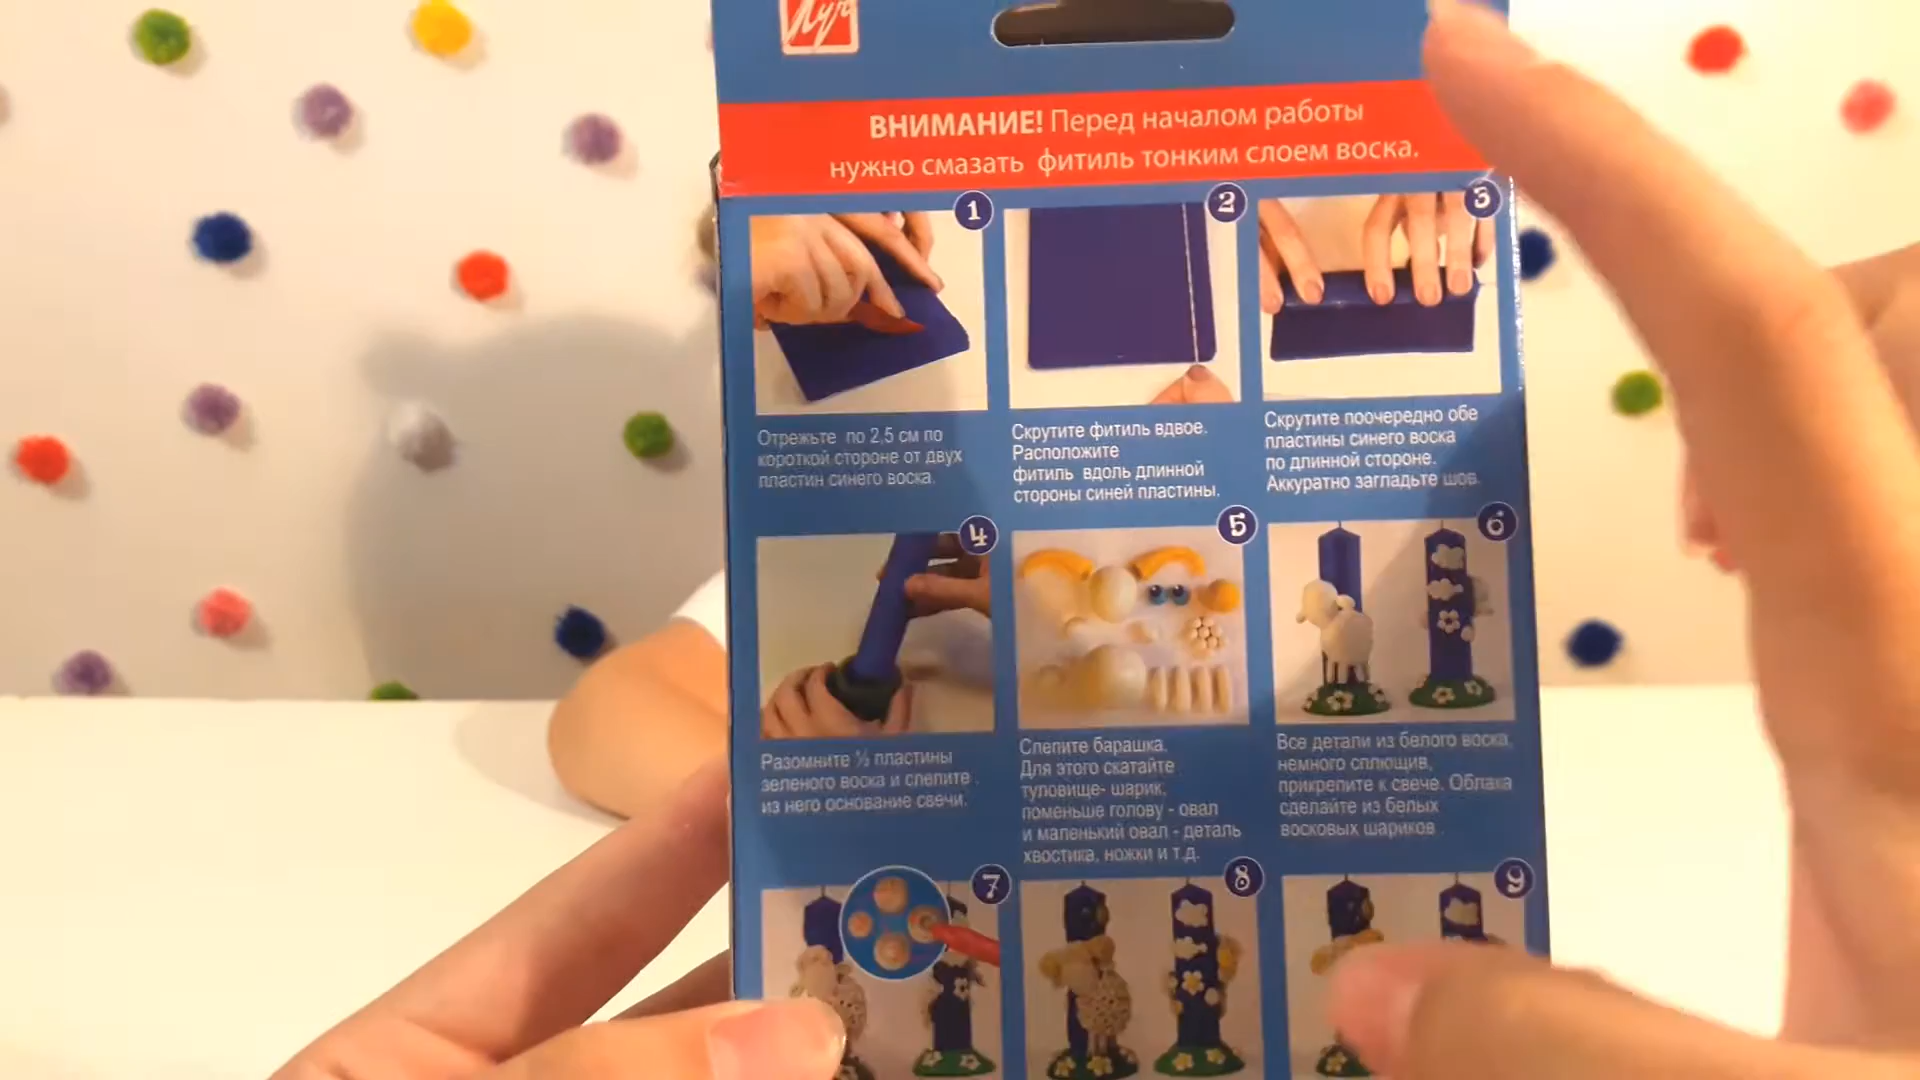 Луч
ВНИМАНИЕ! Перед началом работы
нужно смазать фитиль тонким слоем воска.
1
2
3
Отрежьте по 2,5 см по
короткой стороне от двух
пластин синего воска.
Скрутите фитиль вдвое.
Расположите
фитиль вдоль длинной
стороны синей пластины.
Скрутите поочередно обе
пластины синего воска
по длинной стороне.
Аккуратно загладьте шов.
4
5
6
Разомните ½ пластины
зеленого воска и слепите
из него основание свечи.
Слепите барашка.
Для этого скатайте
туловище- шарик,
поменьше голову - овал
и маленький овал - деталь
хвостика, ножки и т.д.
Все детали из белого воска,
немного сплющив,
прикрепите к свече. Облака
сделайте из белых
восковых шариков.
7
8
9